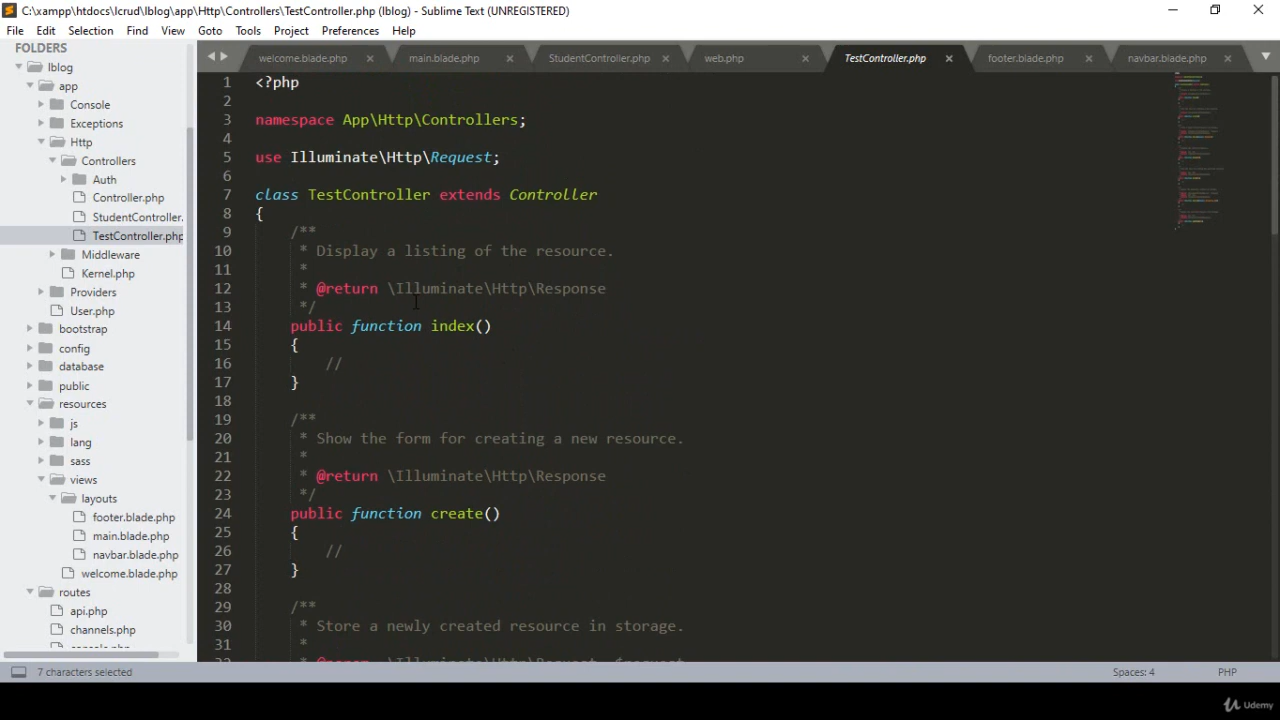 C:\xampp\htdocs\lcrud\lblog\app\Http\Controllers\TestController.php (lblog) - Sublime Text (UNREGISTERED)
File Edit Selection Find View Goto Tools Project Preferences Help
FOLDERS
lblog
app
Console
Exceptions
Http
Controllers
Auth
Controller.php
StudentController.
TestController.php
Middleware
Kernel.php
Providers
User.php
bootstrap
config
database
public
resources
js
lang
sass
views
layouts
footer.blade.php
main.blade.php
navbar.blade.php
welcome.blade.php
routes
api.php
channels.php
console.php
welcome.blade.php main.blade.php StudentController.php web.php TestController.php footer.blade.php navbar.blade.php
1 <?php
2
3 namespace App\Http\Controllers;
4
5 use Illuminate\Http\Request;
6
7 class TestController extends Controller
8 {
9 /**
10 * Display a listing of the resource.
11 *
12 * @return \Illuminate\Http\Response
13 */
14 public function index()
15 {
16 //
17 }
18
19 /**
20 * Show the form for creating a new resource.
21 *
22 * @return \Illuminate\Http\Response
23 */
24 public function create()
25 {
26 //
27 }
28
29 /**
30 * Store a newly created resource in storage.
31 *
32 * @param \Illuminate\Http\Request $request
7 characters selected Spaces: 4 PHP
Udemy